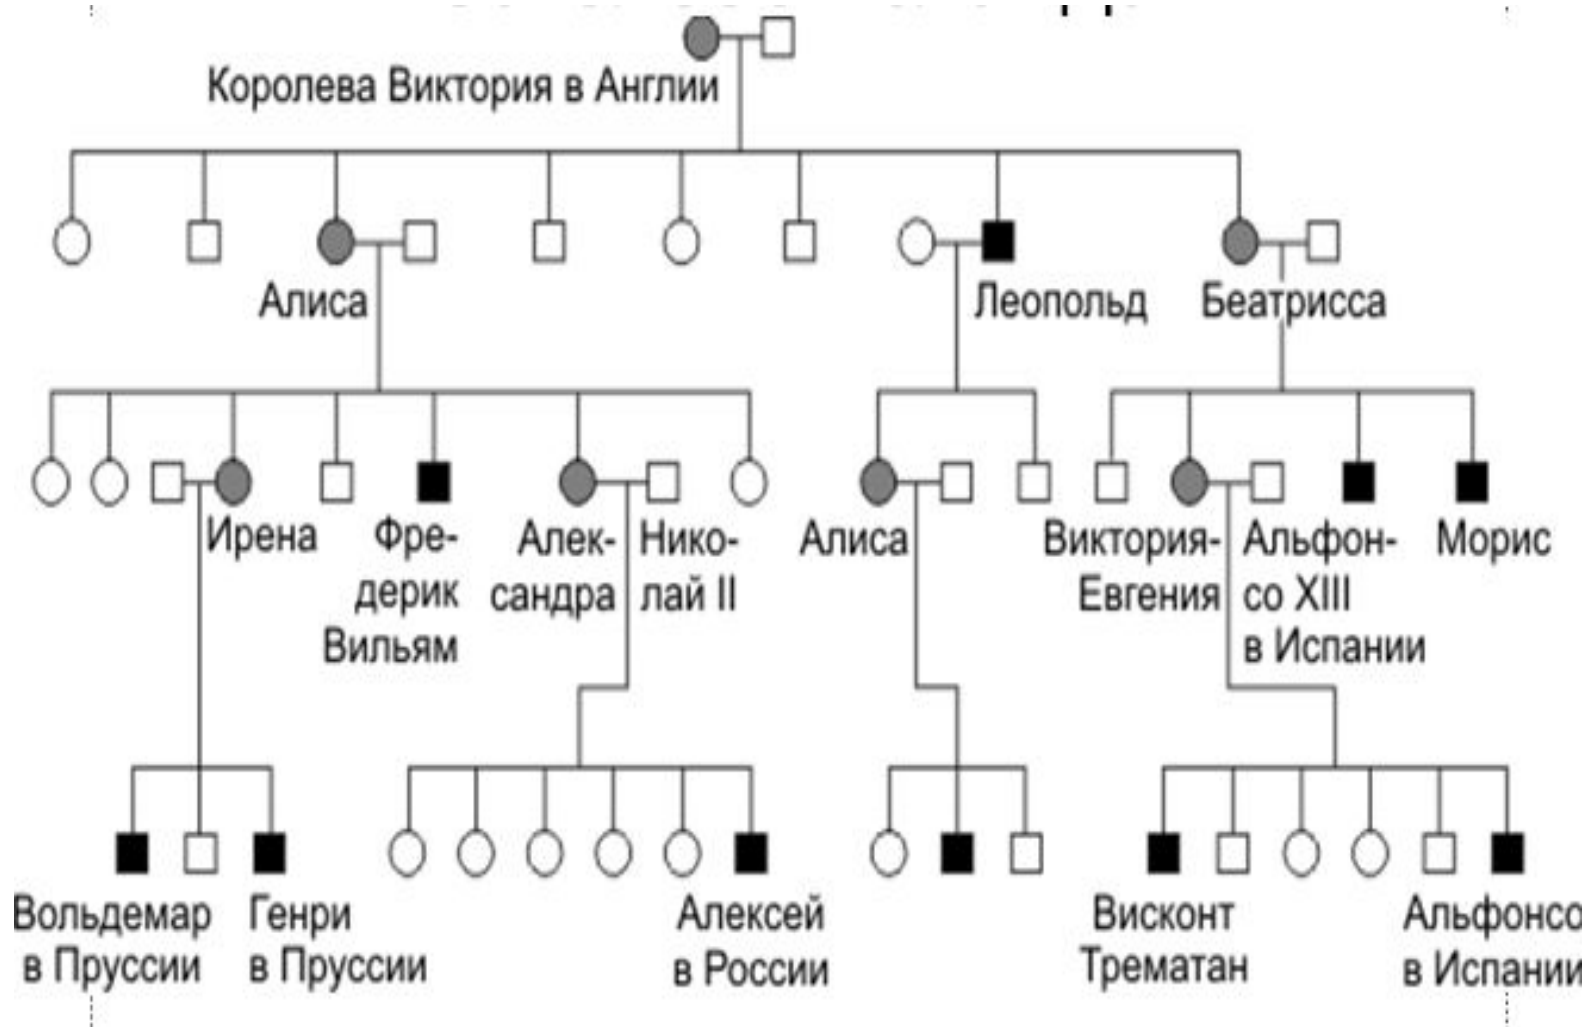 Королева Виктория в Англии
Алиса
Леопольд
Беатрисса
Ирена
Фре-
дерик
Вильям
Алек-
сандра
Нико-
лай II
Алиса
Виктория-
Евгения
Альфон-
со XIII
в Испании
Морис
Вольдемар
в Пруссии
Генри
в Пруссии
Алексей
в России
Висконт
Трематан
Альфонсо
в Испании